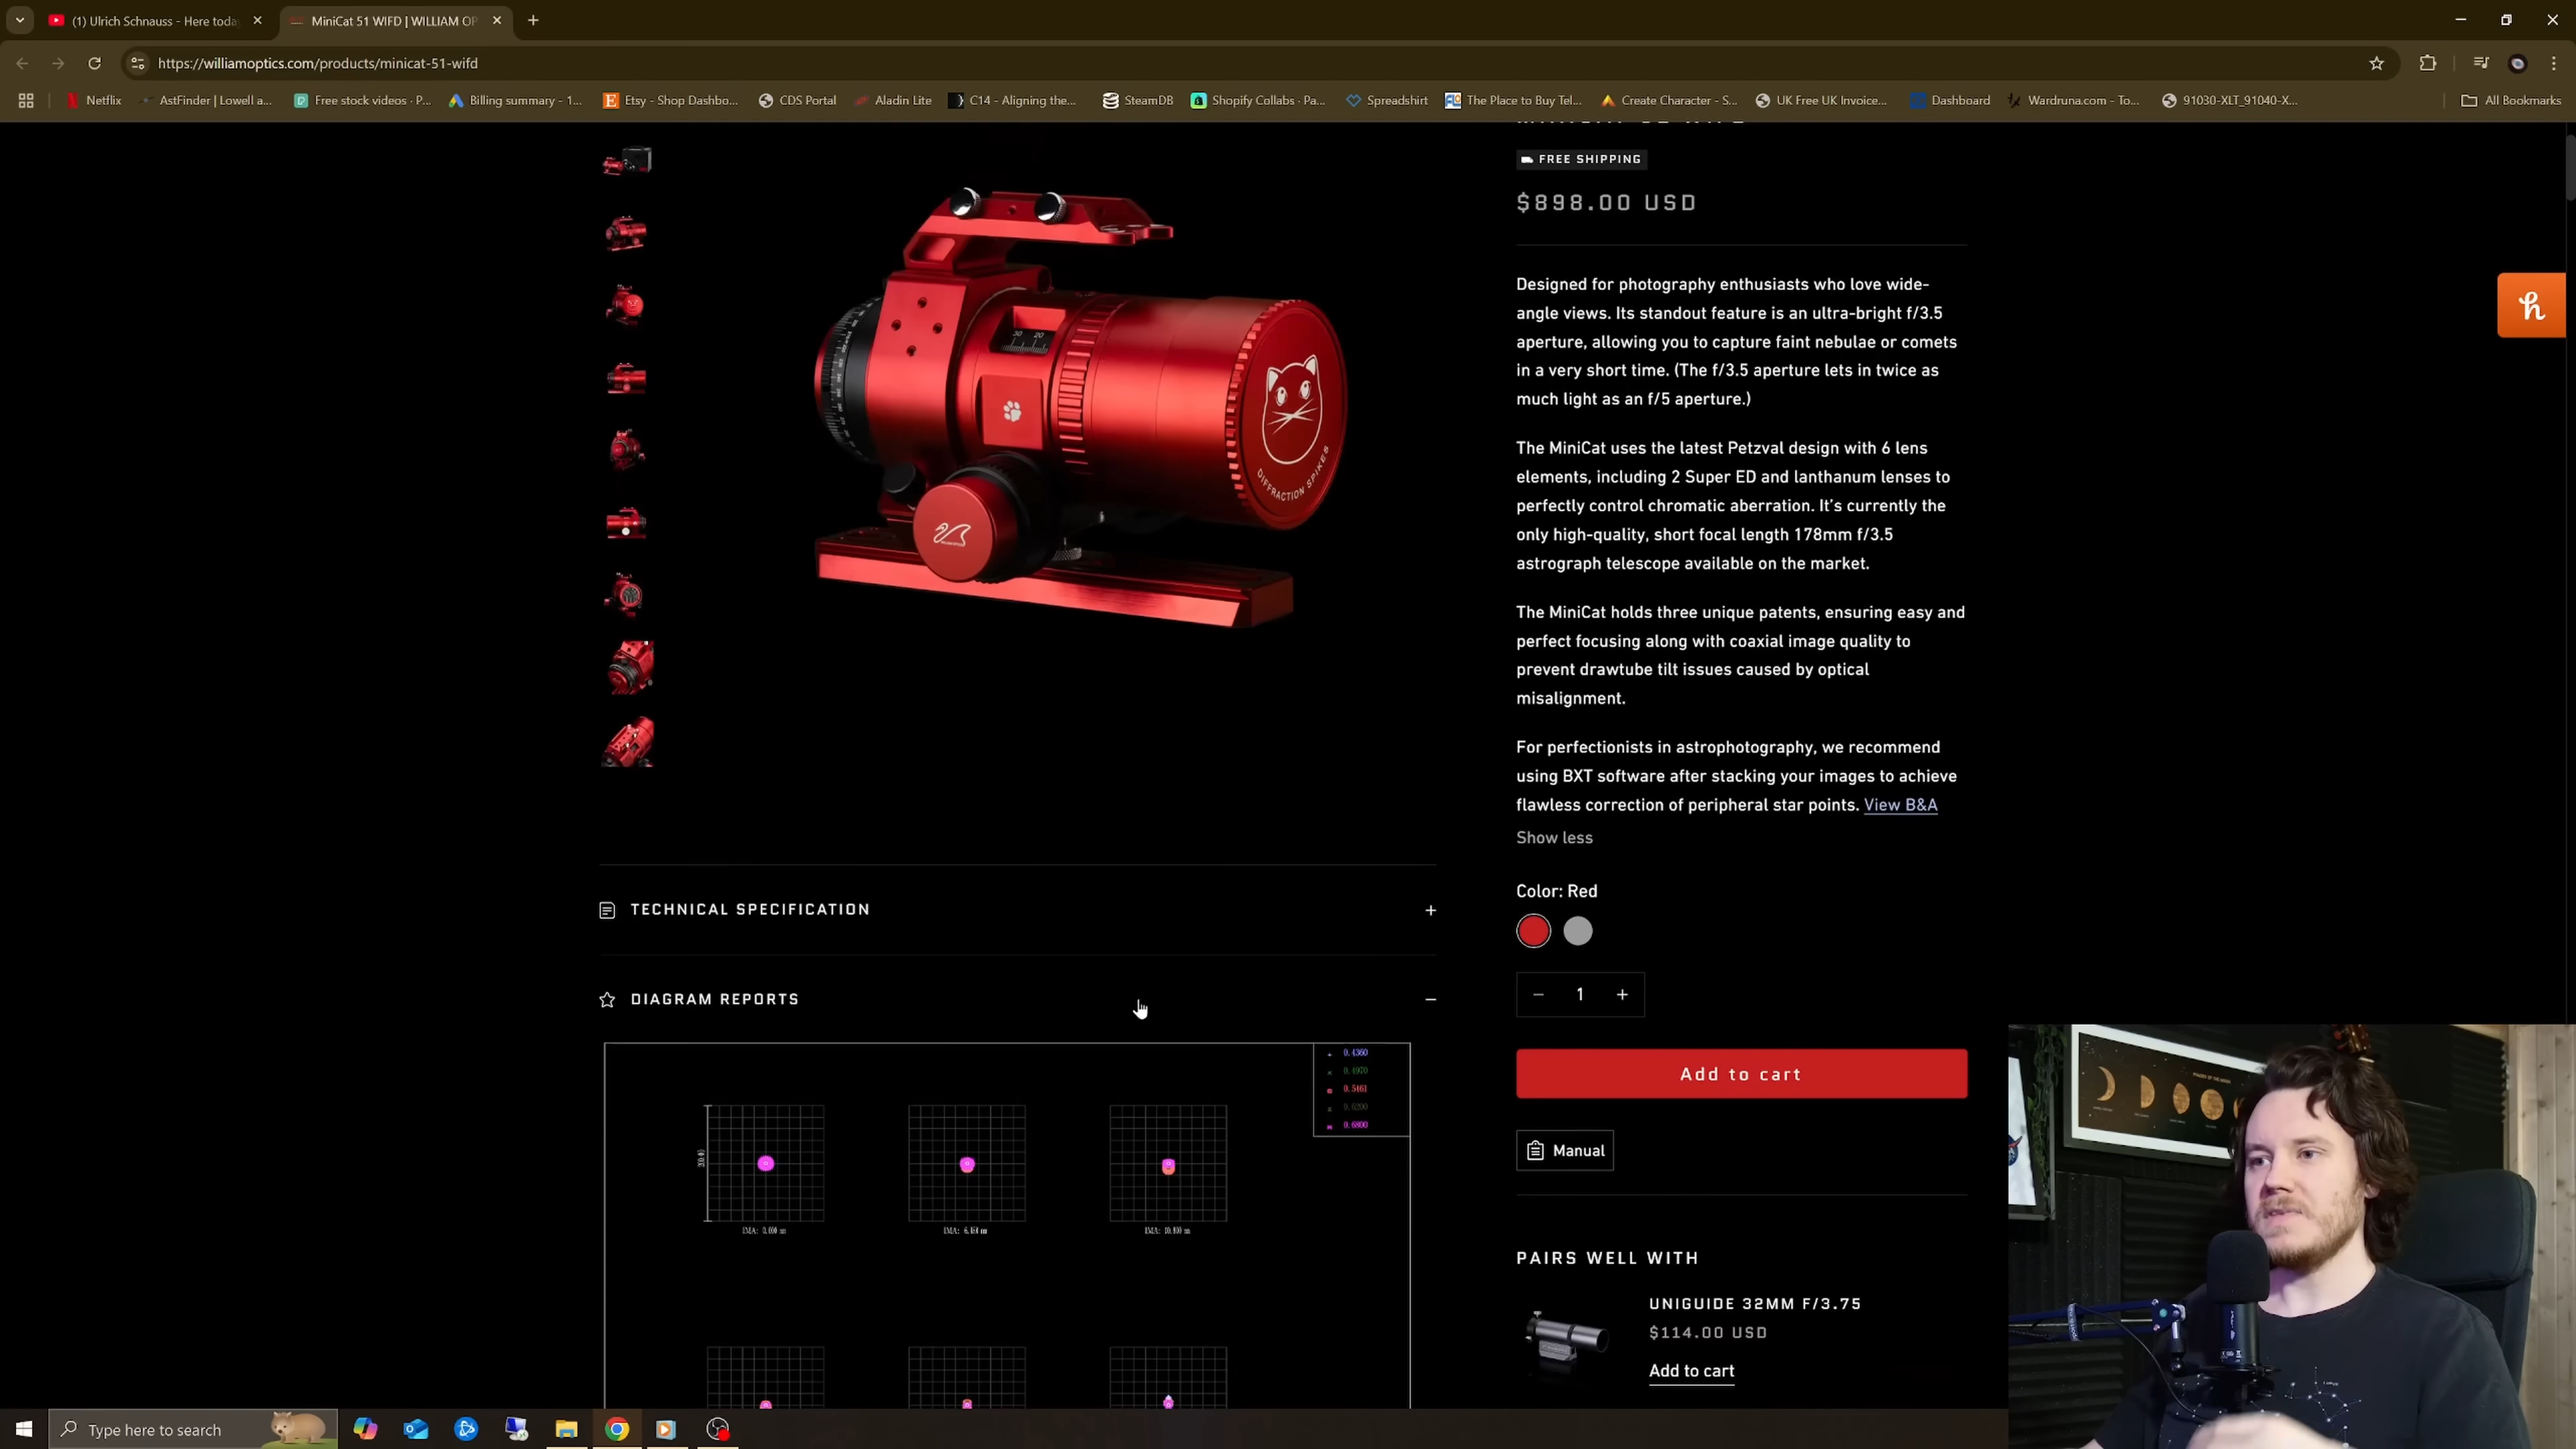 (1) Ulrich Schnauss - Here toda
MiniCat 51 WIFD | WILLIAM OP
https://williamoptics.com/products/minicat-51-wifd
Netflix
AstFinder | Lowell a...
Free stock videos · P...
Billing summary - 1...
Etsy - Shop Dashbo...
CDS Portal
Aladin Lite
C14 - Aligning the...
SteamDB
Shopify Collabs · Pa...
Spreadshirt
The Place to Buy Tel...
Create Character - S...
UK Free UK Invoice...
Dashboard
Wardruna.com - To...
91030-XLT_91040-X...
All Bookmarks
FREE SHIPPING
$898.00 USD
Designed for photography enthusiasts who love wide-
angle views. Its standout feature is an ultra-bright f/3.5
aperture, allowing you to capture faint nebulae or comets
in a very short time. (The f/3.5 aperture lets in twice as
much light as an f/5 aperture.)
The MiniCat uses the latest Petzval design with 6 lens
elements, including 2 Super ED and lanthanum lenses to
perfectly control chromatic aberration. It's currently the
only high-quality, short focal length 178mm f/3.5
astrograph telescope available on the market.
The MiniCat holds three unique patents, ensuring easy and
perfect focusing along with coaxial image quality to
prevent drawtube tilt issues caused by optical
misalignment.
For perfectionists in astrophotography, we recommend
using BXT software after stacking your images to achieve
flawless correction of peripheral star points. View B&A
Show less
Color: Red
1
Add to cart
Manual
PAIRS WELL WITH
UNIGUIDE 32MM F/3.75
$114.00 USD
Add to cart
30 20
DIFFRACTION SPIKES
TECHNICAL SPECIFICATION
DIAGRAM REPORTS
0.4360
0.4970
0.5461
0.6200
0.6800
Type here to search